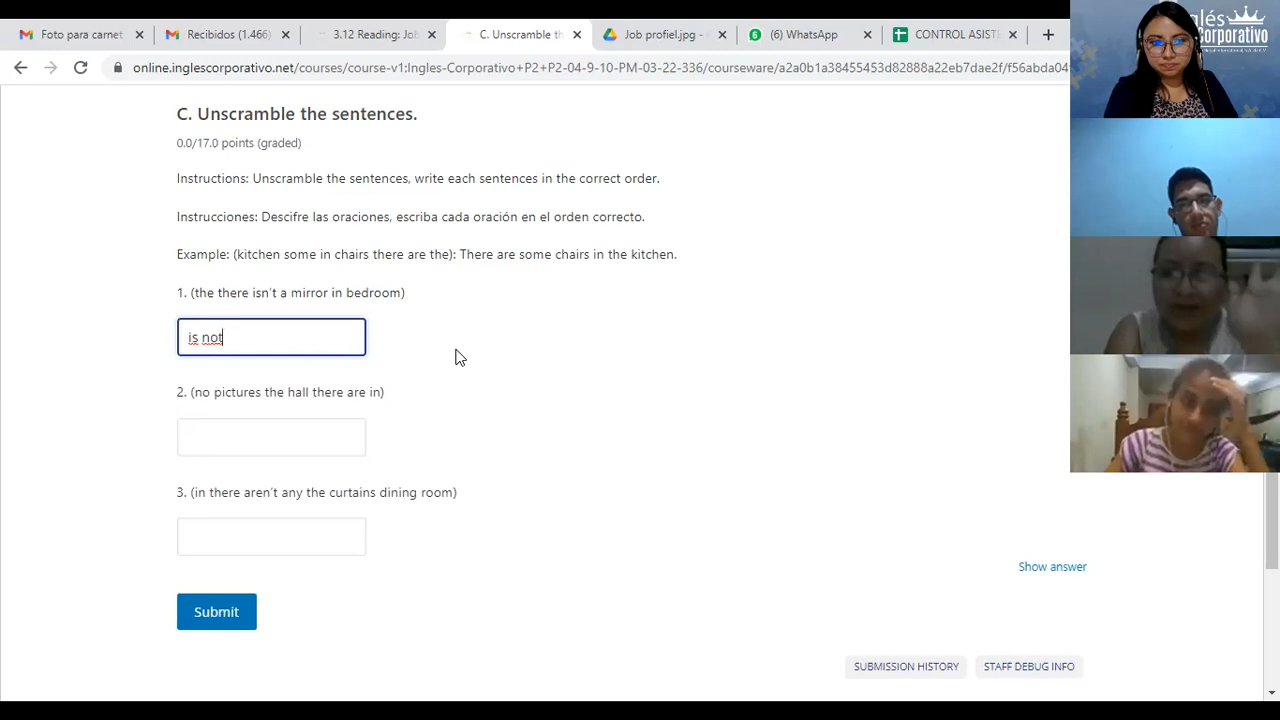 Foto para carnet
Recibidos (1.466)
3.12 Reading: Job
C. Unscramble th
Job profiel.jpg -
6
(6) WhatsApp
CONTROL ASIST
online.inglescorporativo.net/courses/course-v1:Ingles-Corporativo+P2+P2-04-9-10-PM-03-22-336/courseware/a2a0b1a38455453d82888a22eb7dae2f/f56abda04
C. Unscramble the sentences.
0.0/17.0 points (graded)
Instructions: Unscramble the sentences, write each sentences in the correct order.
Instrucciones: Descifre las oraciones, escriba cada oración en el orden correcto.
Example: (kitchen some in chairs there are the): There are some chairs in the kitchen.
1. (the there isn't a mirror in bedroom)
is not
2. (no pictures the hall there are in)
3. (in there aren't any the curtains dining room)
Show answer
Submit
SUBMISSION HISTORY
STAFF DEBUG INFO